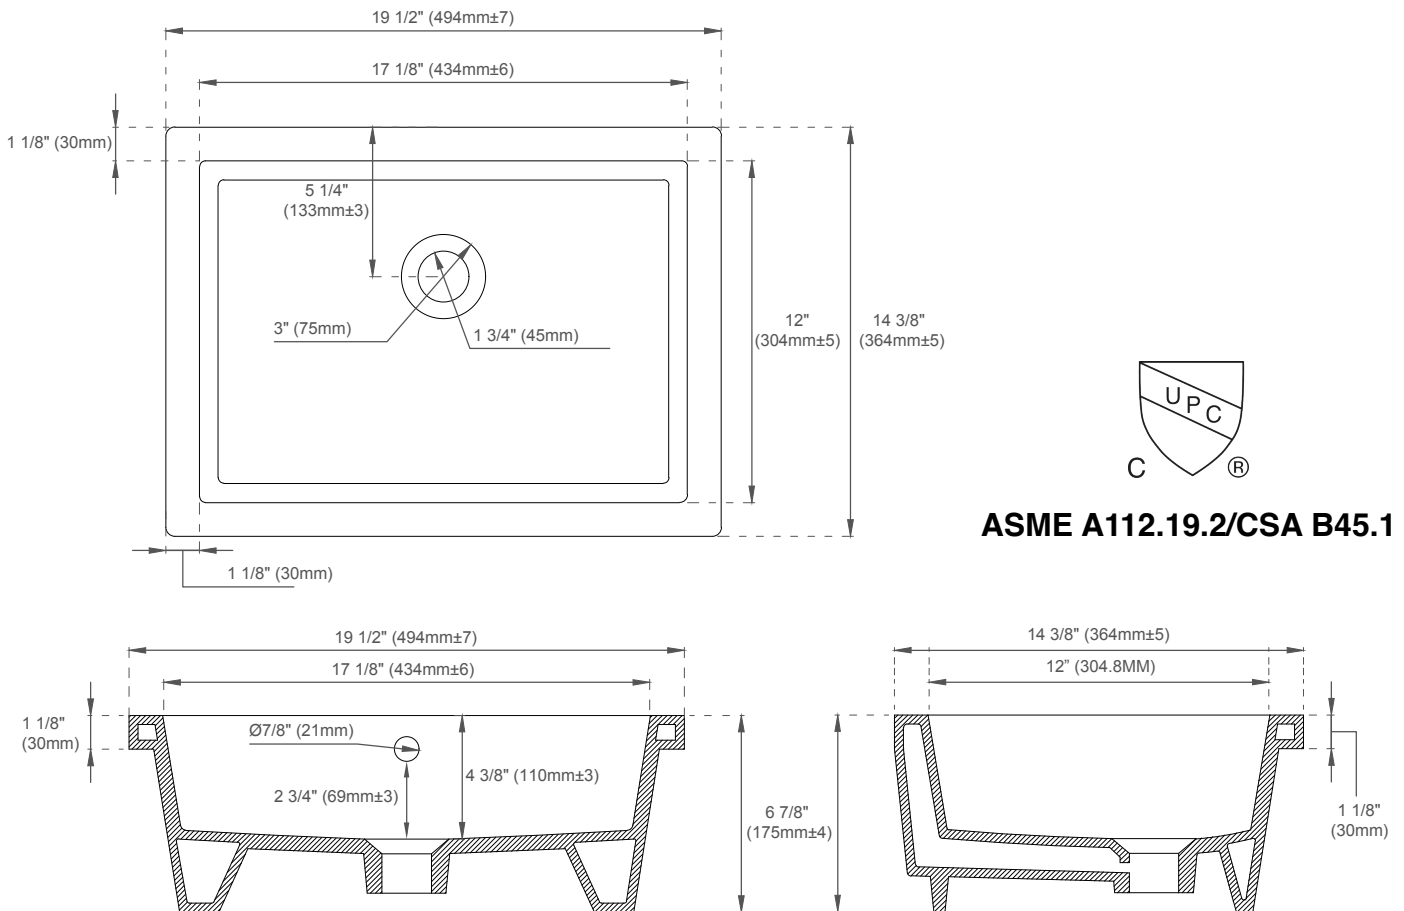 19 1/2" (494mm±7)
17 1/8" (434mm±6)
1 1/8" (30mm)
5 1/4"
(133mm±3)
3" (75mm)
1 3/4" (45mm)
12"
(304mm±5)
14 3/8"
(364mm±5)
1 1/8" (30mm)
U P C
C ®
ASME A112.19.2/CSA B45.1
19 1/2" (494mm±7)
17 1/8" (434mm±6)
1 1/8"
(30mm)
Ø7/8" (21mm)
4 3/8" (110mm±3)
2 3/4" (69mm±3)
6 7/8"
(175mm±4)
14 3/8" (364mm±5)
12” (304.8MM)
1 1/8"
(30mm)